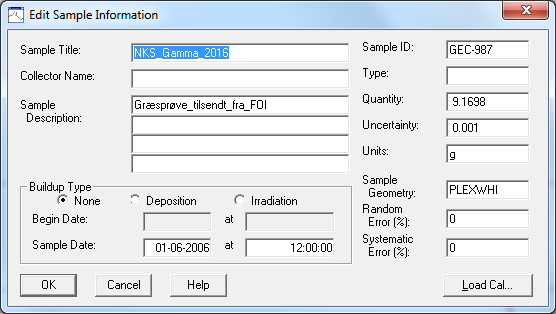 Edit Sample Information
Sample Title: NKS_Gamma_2016
Collector Name:
Sample Description: Græsprøve_tilsendt_fra_FOI
Buildup Type
None Deposition Irradiation
Begin Date: at
Sample Date: 01-06-2006 at 12:00:00
Sample ID: GEC-987
Type:
Quantity: 9.1698
Uncertainty: 0.001
Units: g
Sample Geometry: PLEXWHI
Random Error (%): 0
Systematic Error (%): 0
OK Cancel Help Load Cal...